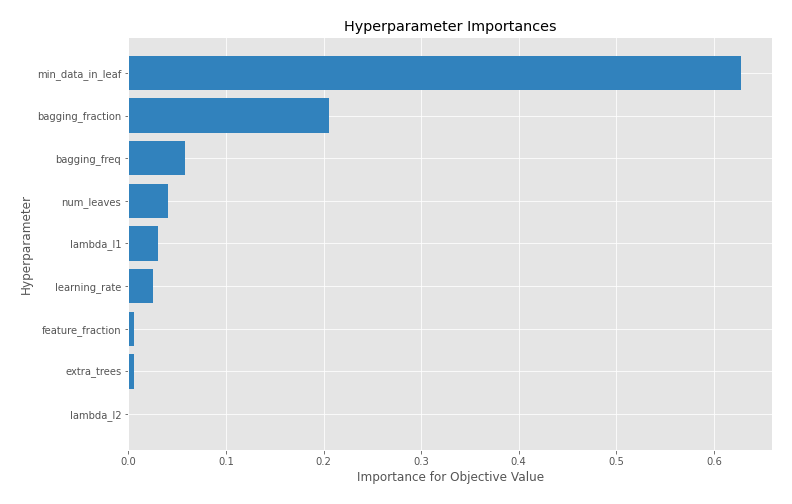 Hyperparameter Importances
Hyperparameter
min_data_in_leaf
bagging_fraction
bagging_freq
num_leaves
lambda_l1
learning_rate
feature_fraction
extra_trees
lambda_l2
0.0 0.1 0.2 0.3 0.4 0.5 0.6
Importance for Objective Value